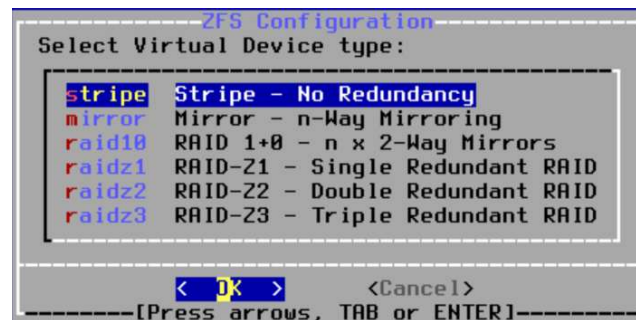 ZFS Configuration
Select Virtual Device type:
stripe Stripe - No Redundancy
mirror Mirror - n-Way Mirroring
raid10 RAID 1+0 - n x 2-Way Mirrors
raidz1 RAID-Z1 - Single Redundant RAID
raidz2 RAID-Z2 - Double Redundant RAID
raidz3 RAID-Z3 - Triple Redundant RAID
< OK > <Cancel>
[Press arrows, TAB or ENTER]